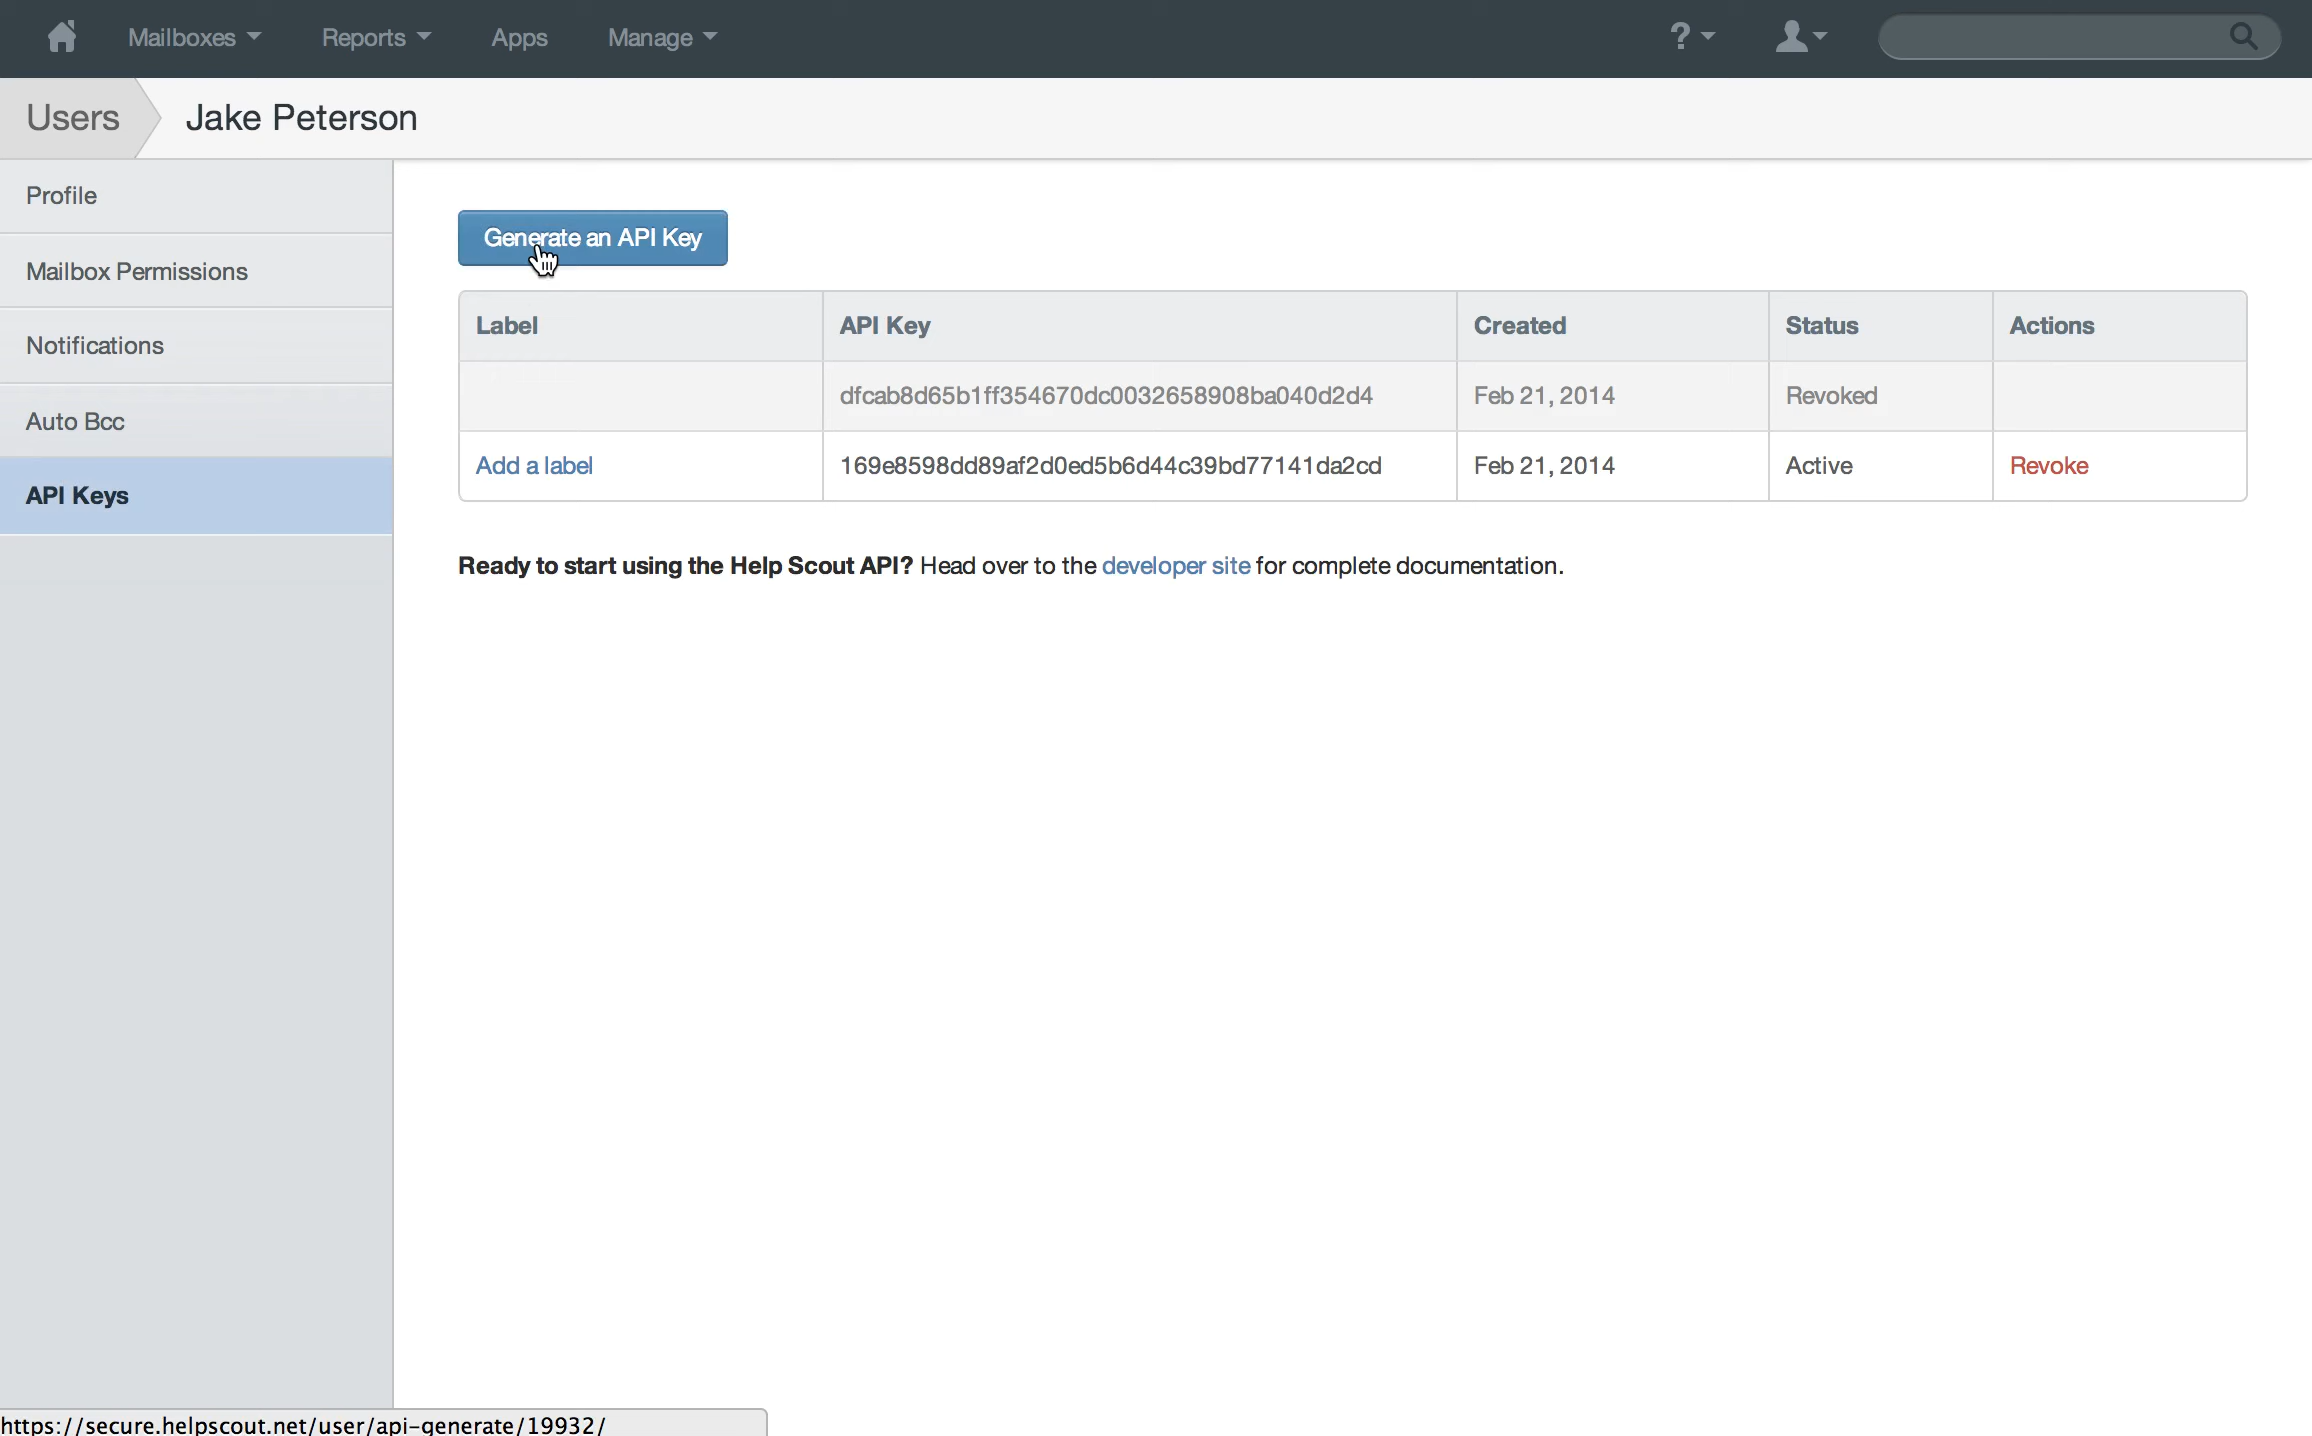 Mailboxes Reports Apps Manage ?
Users Jake Peterson
Profile
Mailbox Permissions
Notifications
Auto Bcc
API Keys
Generate an API Key
Label API Key Created Status Actions
dfcab8d65b1ff354670dc0032658908ba040d2d4 Feb 21, 2014 Revoked
Add a label 169e8598dd89af2d0ed5b6d44c39bd77141da2cd Feb 21, 2014 Active Revoke
Ready to start using the Help Scout API? Head over to the developer site for complete documentation.
https://secure.helpscout.net/user/api-generate/19932/